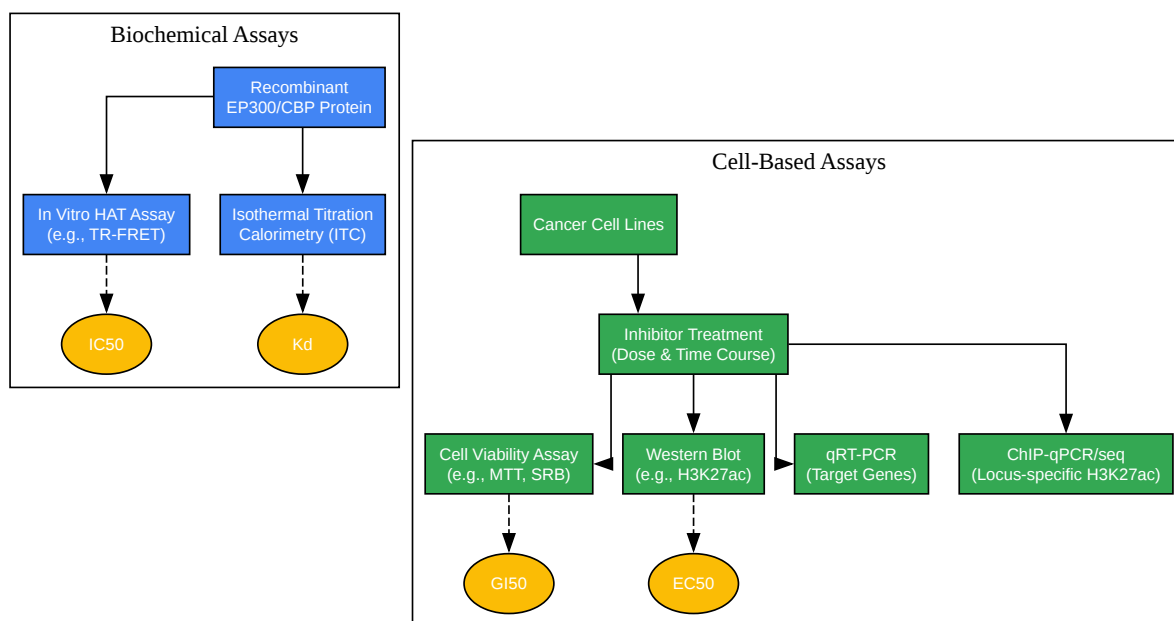 Biochemical Assays
Recombinant
EP300/CBP Protein
In Vitro HAT Assay
(e.g., TR-FRET)
Isothermal Titration
Calorimetry (ITC)
IC50
Kd
Cell-Based Assays
Cancer Cell Lines
Inhibitor Treatment
(Dose & Time Course)
Cell Viability Assay
(e.g., MTT, SRB)
Western Blot
(e.g., H3K27ac)
qRT-PCR
(Target Genes)
ChIP-qPCR/seq
(Locus-specific H3K27ac)
GI50
EC50